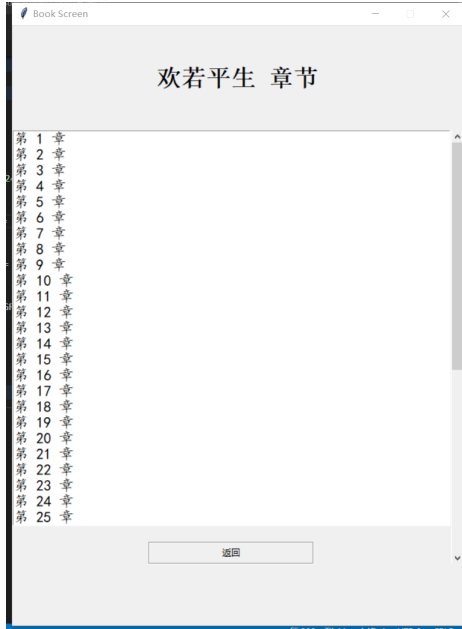 Book Screen
欢若平生 章节
第 1 章
第 2 章
第 3 章
第 4 章
第 5 章
第 6 章
第 7 章
第 8 章
第 9 章
第 10 章
第 11 章
第 12 章
第 13 章
第 14 章
第 15 章
第 16 章
第 17 章
第 18 章
第 19 章
第 20 章
第 21 章
第 22 章
第 23 章
第 24 章
第 25 章
返回